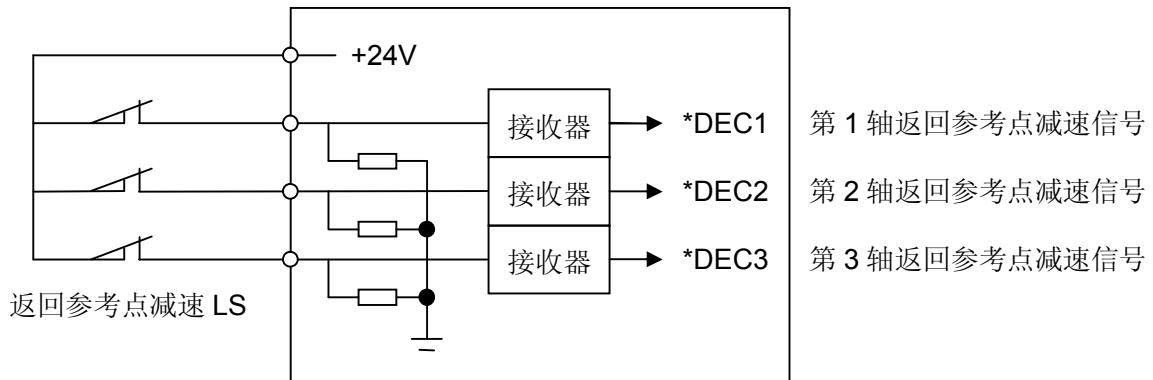 +24V
接收器 *DEC1 第 1 轴返回参考点减速信号
接收器 *DEC2 第 2 轴返回参考点减速信号
接收器 *DEC3 第 3 轴返回参考点减速信号
返回参考点减速 LS